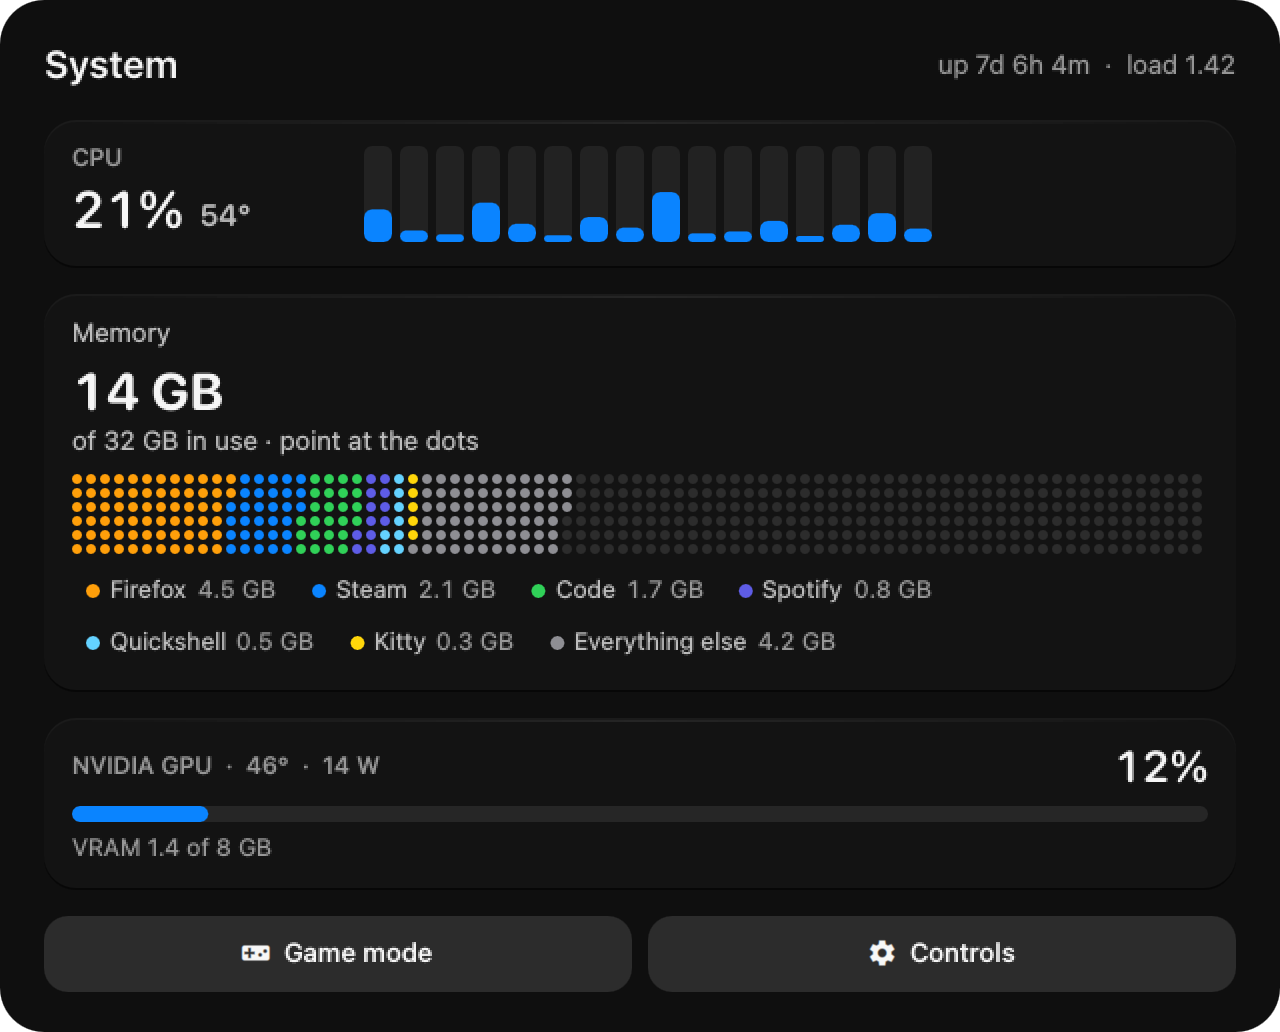 System
up 7d 6h 4m · load 1.42
CPU
21% 54°
Memory
14 GB
of 32 GB in use · point at the dots
Firefox 4.5 GB Steam 2.1 GB Code 1.7 GB Spotify 0.8 GB
Quickshell 0.5 GB Kitty 0.3 GB Everything else 4.2 GB
NVIDIA GPU · 46° · 14 W
12%
VRAM 1.4 of 8 GB
Game mode
Controls